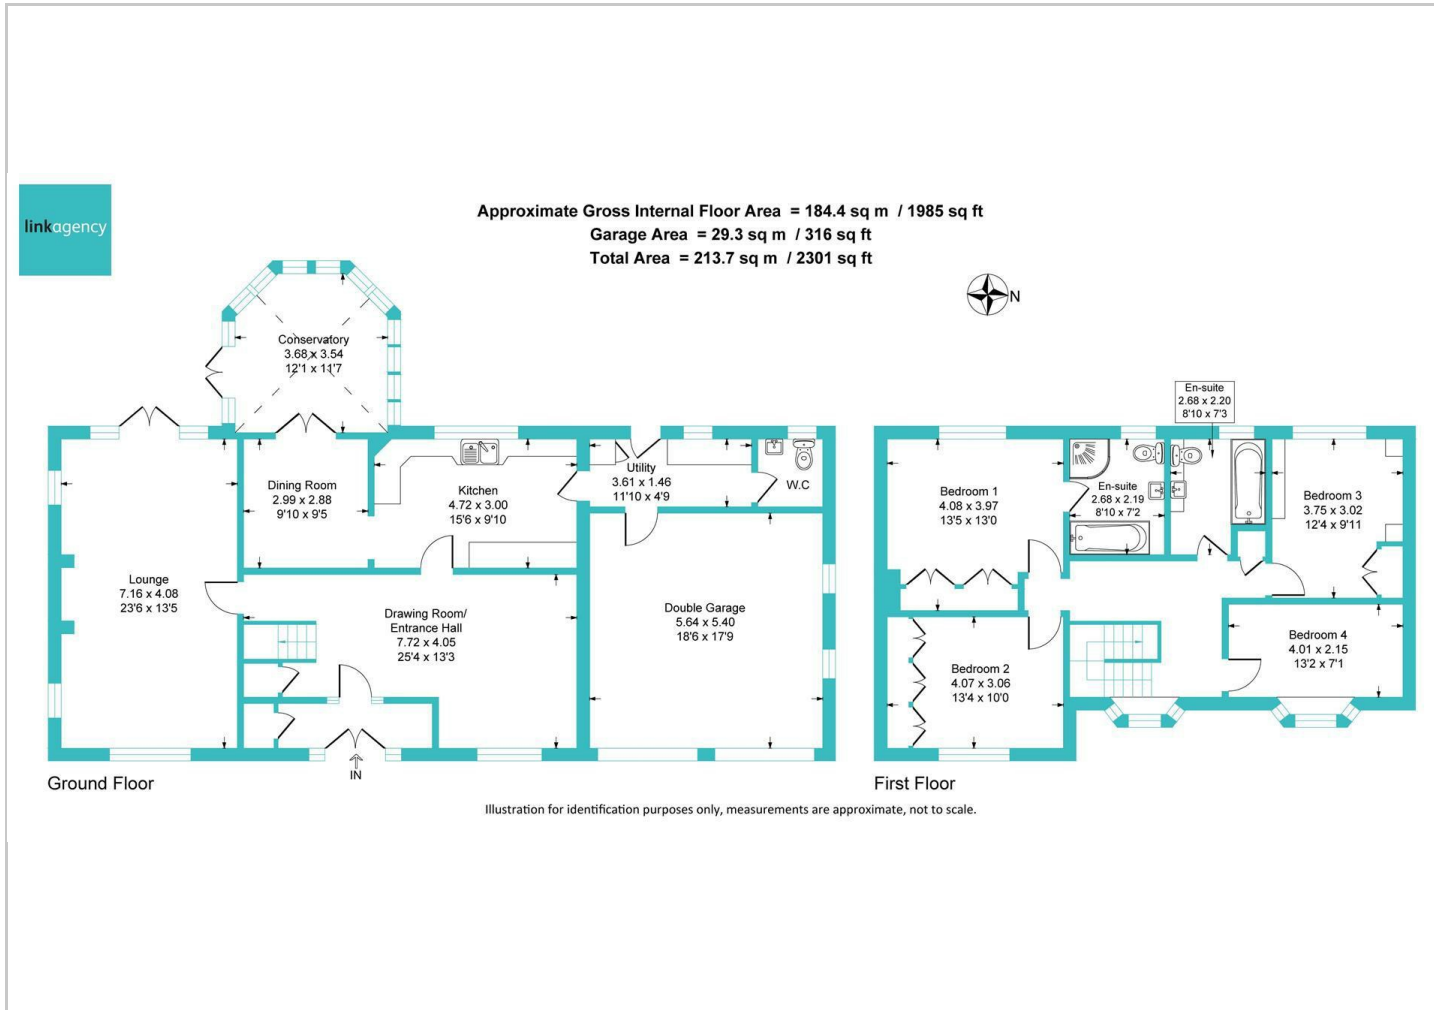 linkagency
Approximate Gross Internal Floor Area = 184.4 sq m / 1985 sq ft
Garage Area = 29.3 sq m / 316 sq ft
Total Area = 213.7 sq m / 2301 sq ft
N
Conservatory
3.68 x 3.54
12'1 x 11'7
Dining Room
2.99 x 2.88
9'10 x 9'5
Kitchen
4.72 x 3.00
15'6 x 9'10
Utility
3.61 x 1.46
11'10 x 4'9
W.C
Lounge
7.16 x 4.08
23'6 x 13'5
Drawing Room/
Entrance Hall
7.72 x 4.05
25'4 x 13'3
Double Garage
5.64 x 5.40
18'6 x 17'9
IN
Ground Floor
En-suite
2.68 x 2.20
8'10 x 7'3
Bedroom 1
4.08 x 3.97
13'5 x 13'0
En-suite
2.68 x 2.19
8'10 x 7'2
Bedroom 3
3.75 x 3.02
12'4 x 9'11
Bedroom 2
4.07 x 3.06
13'4 x 10'0
Bedroom 4
4.01 x 2.15
13'2 x 7'1
First Floor
Illustration for identification purposes only, measurements are approximate, not to scale.